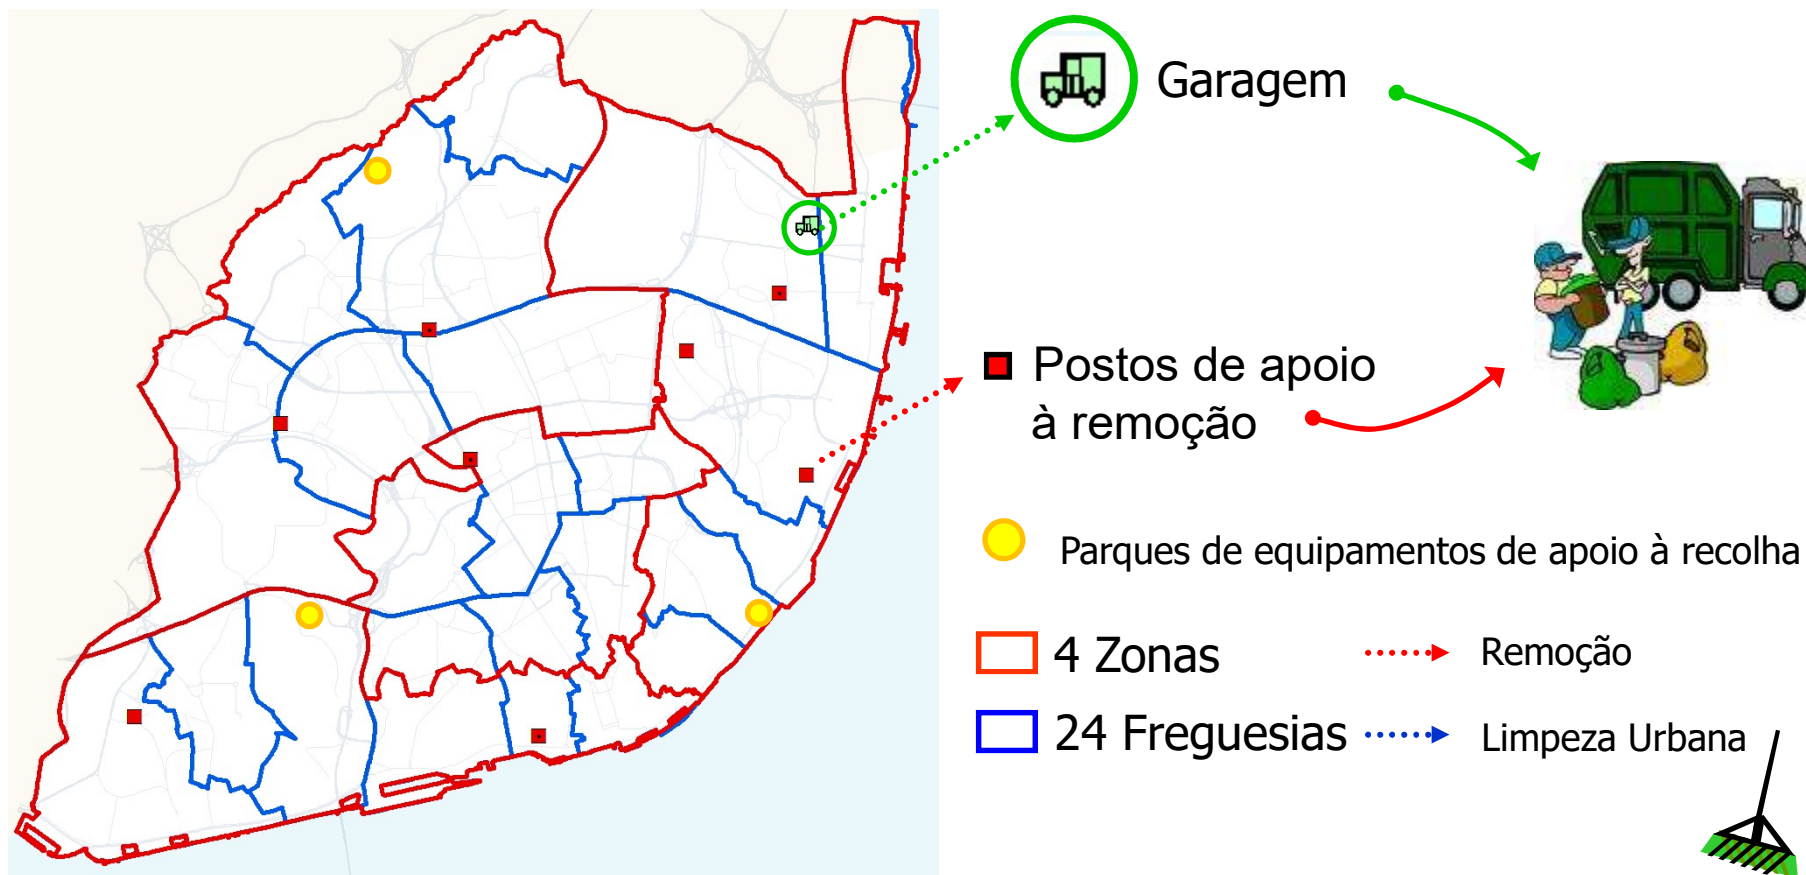 Garagem
Postos de apoio
à remoção
Parques de equipamentos de apoio à recolha
4 Zonas
Remoção
24 Freguesias
Limpeza Urbana